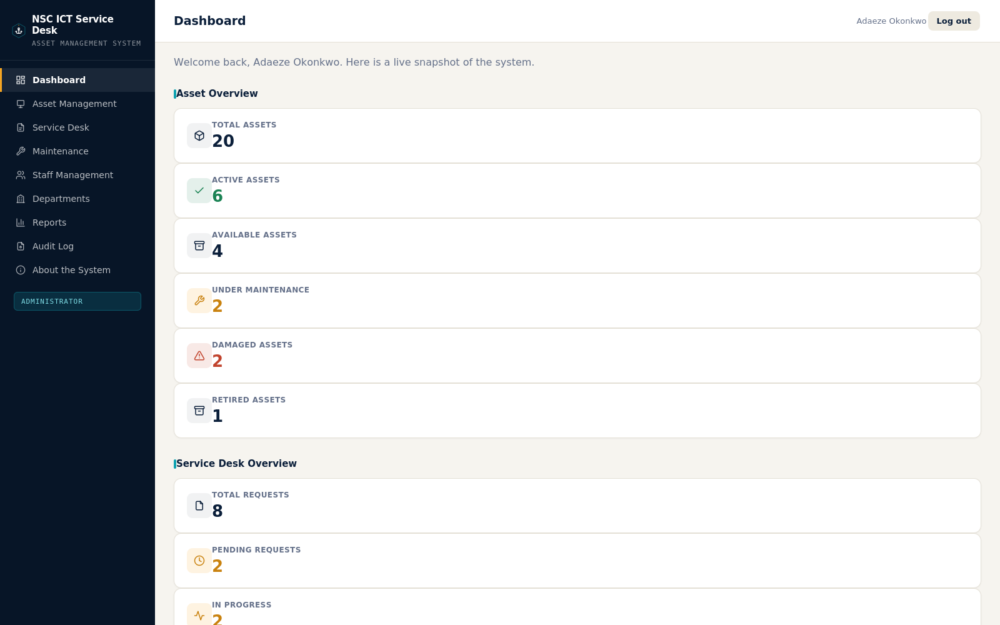 NSC ICT Service
Desk
ASSET MANAGEMENT SYSTEM
Dashboard
Asset Management
Service Desk
Maintenance
Staff Management
Departments
Reports
Audit Log
About the System
ADMINISTRATOR
Dashboard
Adaeze Okonkwo
Log out
Welcome back, Adaeze Okonkwo. Here is a live snapshot of the system.
Asset Overview
TOTAL ASSETS
20
ACTIVE ASSETS
6
AVAILABLE ASSETS
4
UNDER MAINTENANCE
2
DAMAGED ASSETS
2
RETIRED ASSETS
1
Service Desk Overview
TOTAL REQUESTS
8
PENDING REQUESTS
2
IN PROGRESS
2